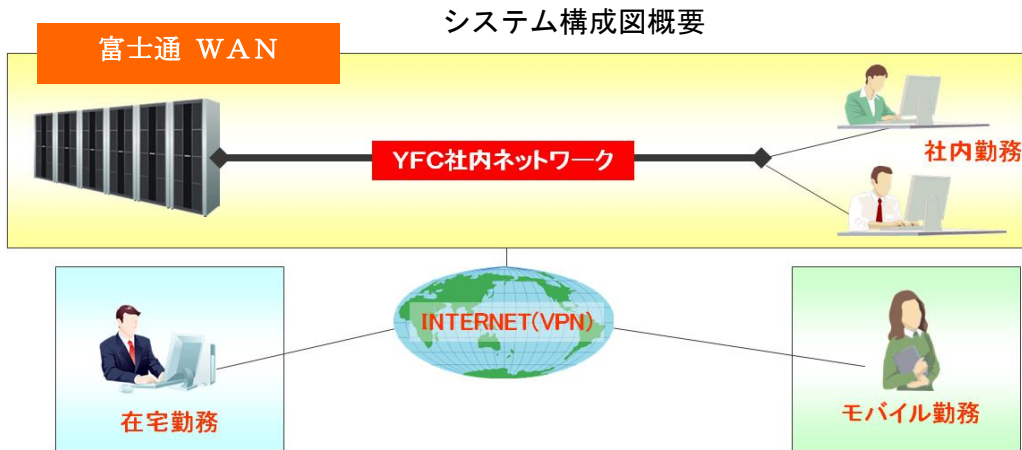 システム構成図概要
富士通 ＷＡＮ
YFC社内ネットワーク
社内勤務
INTERNET(VPN)
在宅勤務
モバイル勤務